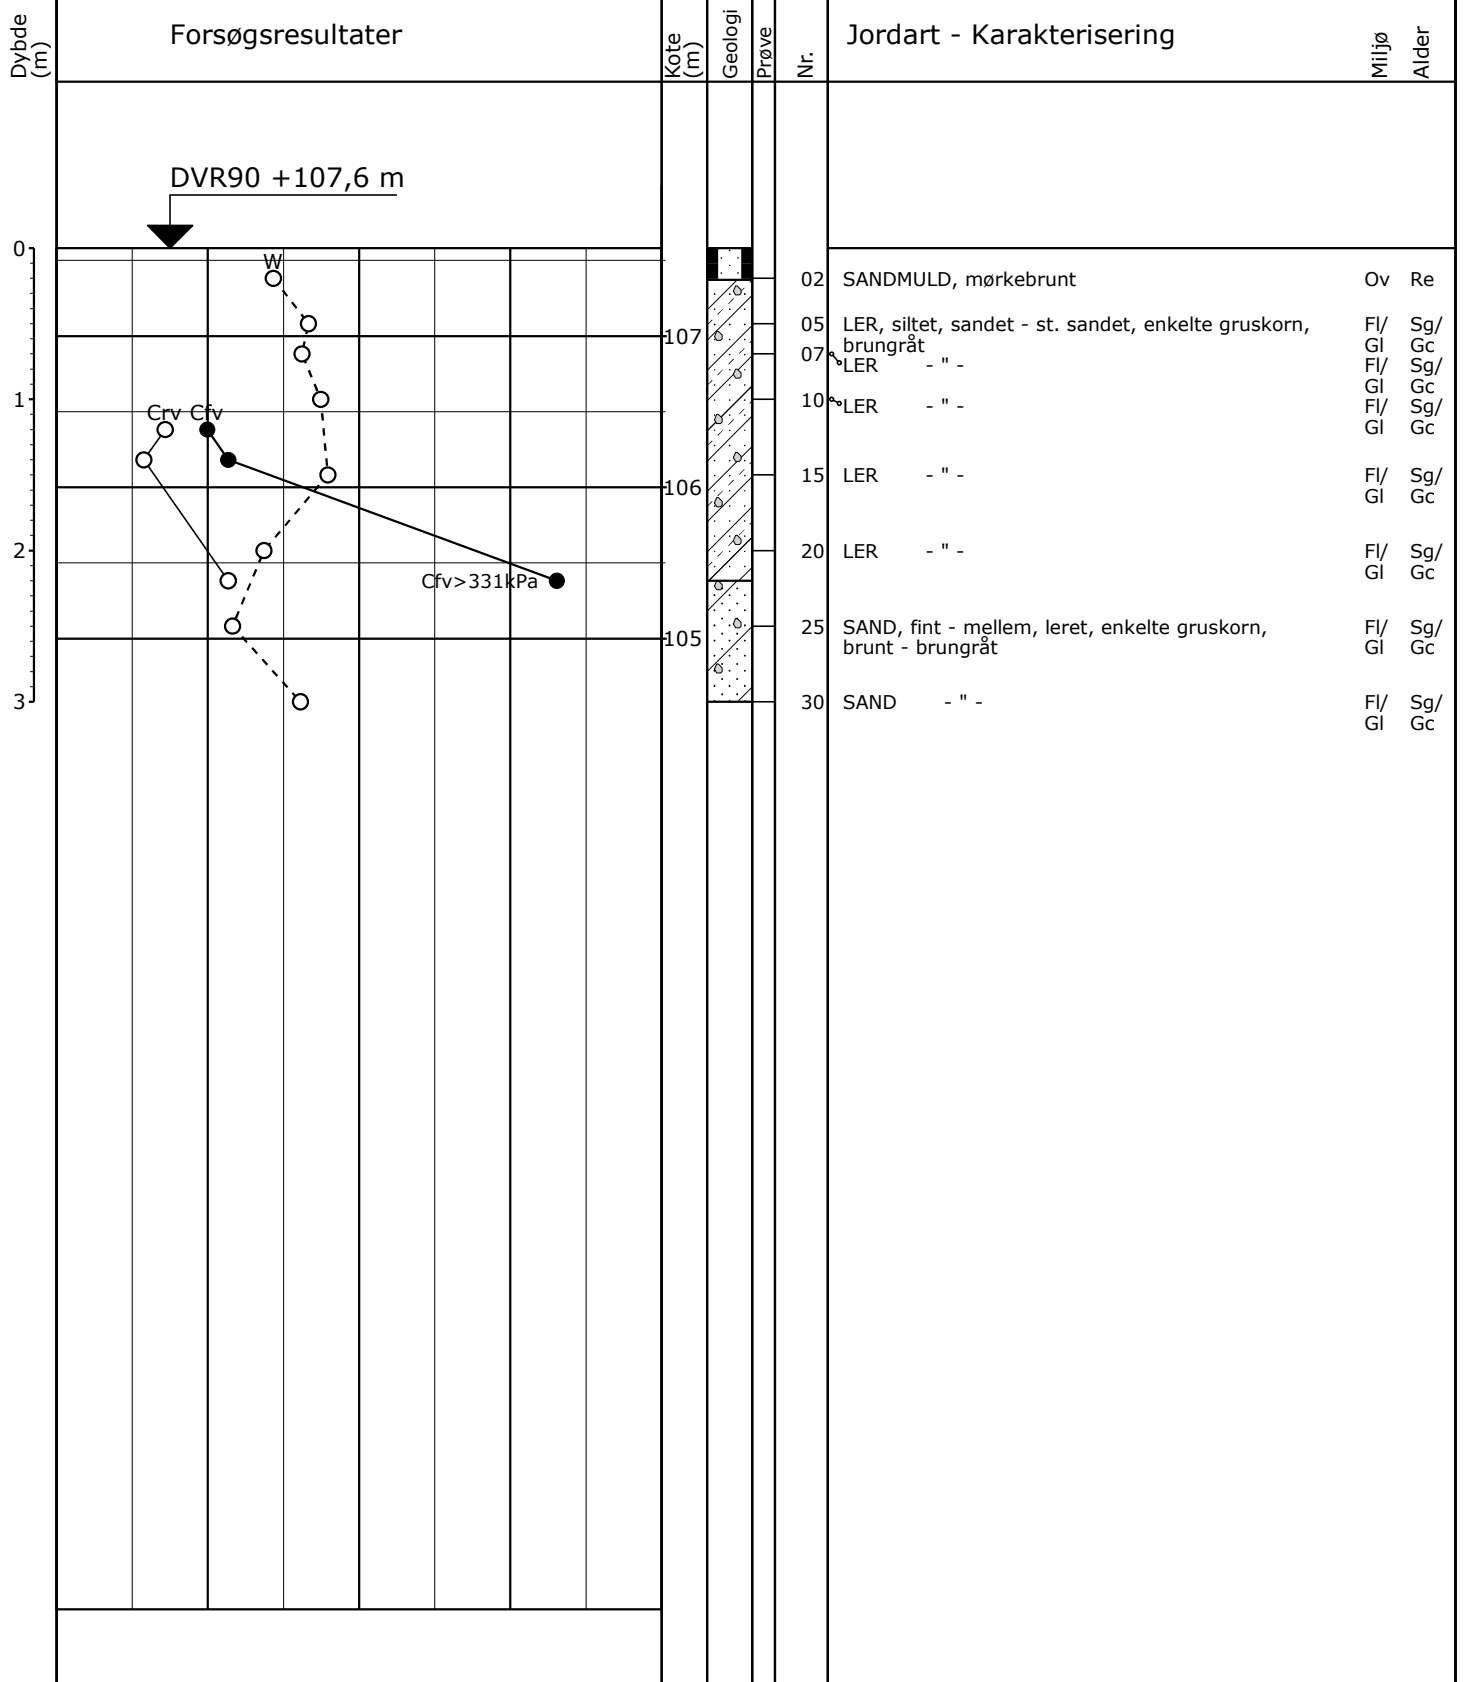 Dybde (m)
Forsøgsresultater
Kote (m)
Geologi
Prøve
Nr.
Jordart - Karakterisering
Miljø
Alder
DVR90 +107,6 m
0
W
02 SANDMULD, mørkebrunt Ov Re
05 LER, siltet, sandet - st. sandet, enkelte gruskorn, Fl/ Sg/
107
brungråt Gl Gc
07 LER - " - Fl/ Sg/
Gl Gc
1
10 LER - " - Fl/ Sg/
Crv Cfv
Gl Gc
15 LER - " - Fl/ Sg/
106
Gl Gc
2
20 LER - " - Fl/ Sg/
Gl Gc
Cfv>331kPa
25 SAND, fint - mellem, leret, enkelte gruskorn, Fl/ Sg/
105
brunt - brungråt Gl Gc
3
30 SAND - " - Fl/ Sg/
Gl Gc